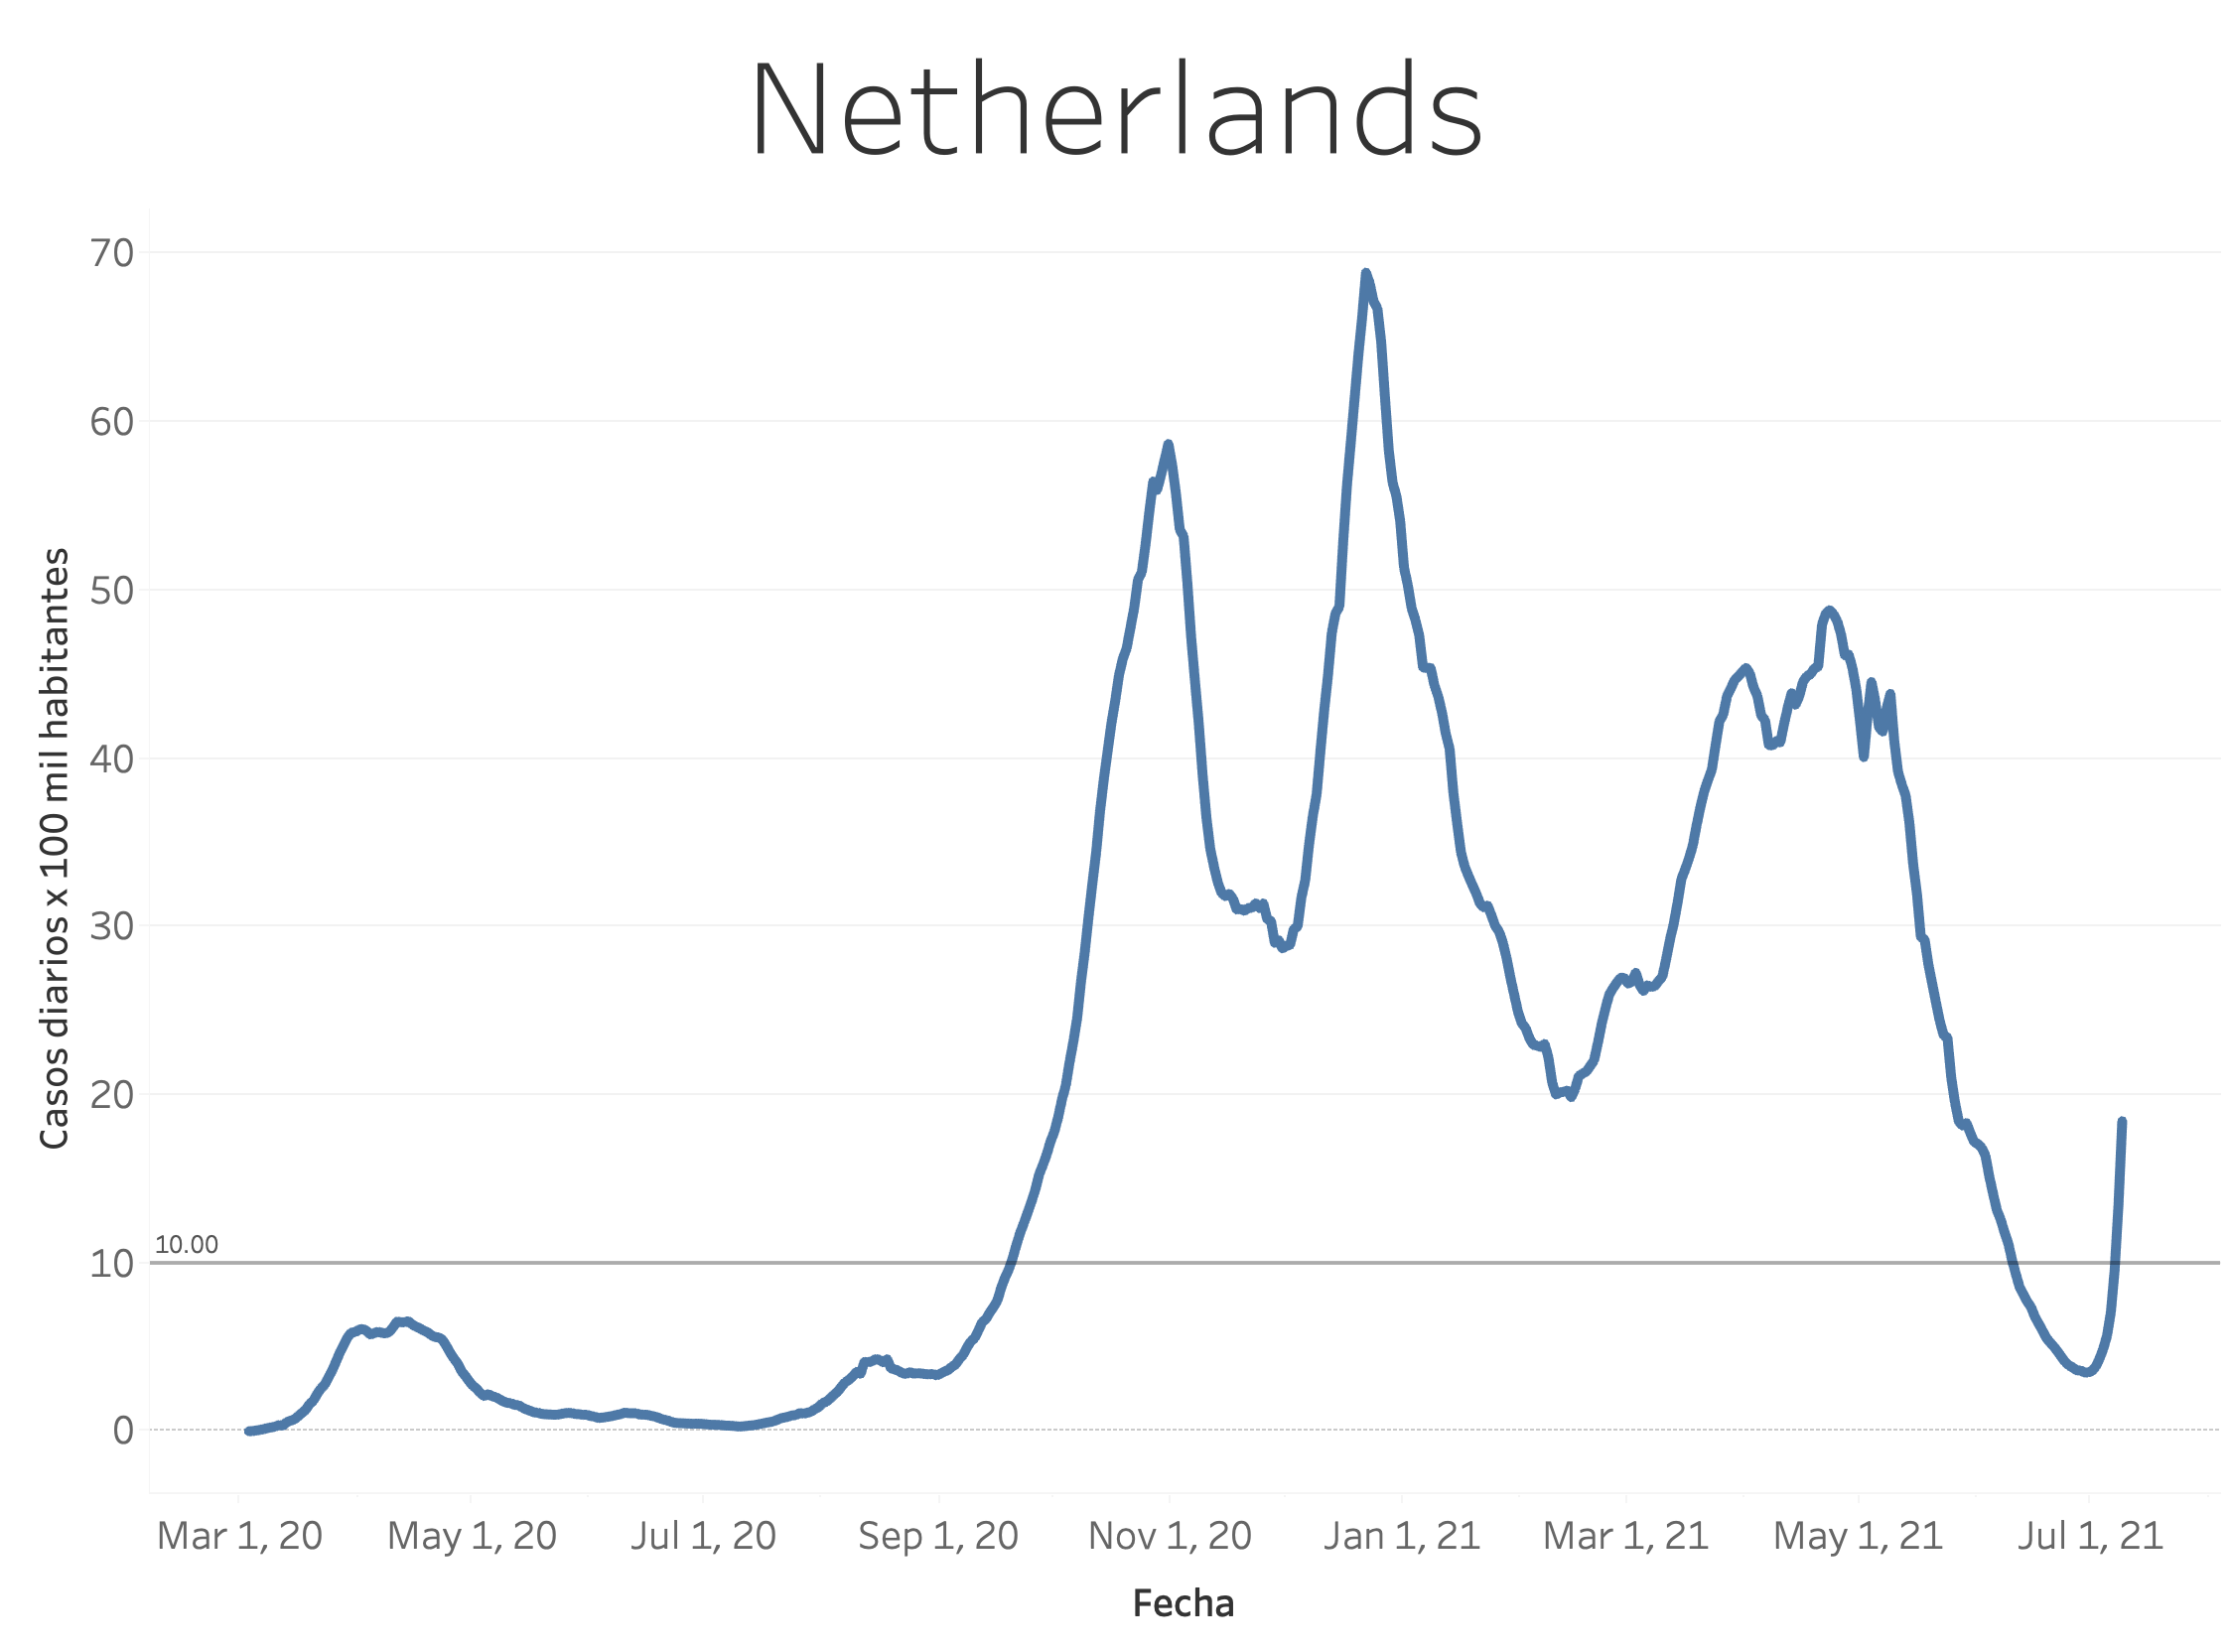 Netherlands
70
60
50
40
30
20
10
0
10.00
Casos diarios x 100 mil habitantes
Mar 1, 20
May 1, 20
Jul 1, 20
Sep 1, 20
Nov 1, 20
Jan 1, 21
Mar 1, 21
May 1, 21
Jul 1, 21
Fecha